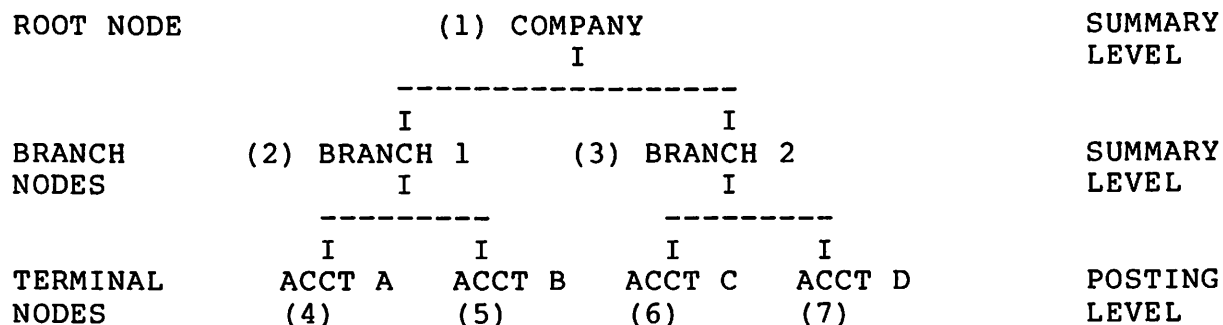 ROOT NODE (1) COMPANY SUMMARY
I LEVEL
------------------
I I
BRANCH (2) BRANCH 1 (3) BRANCH 2 SUMMARY
NODES I I LEVEL
--------- ---------
I I I I
TERMINAL ACCT A ACCT B ACCT C ACCT D POSTING
NODES (4) (5) (6) (7) LEVEL